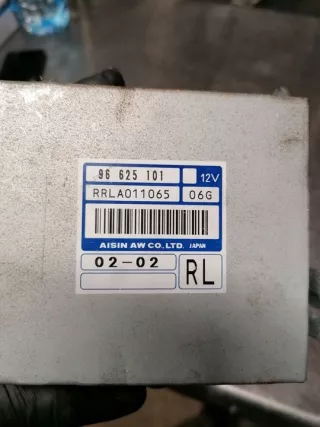 96 625 101 12V
RRLA011065 06G
AISIN AW CO.,LTD. JAPAN
02-02 RL